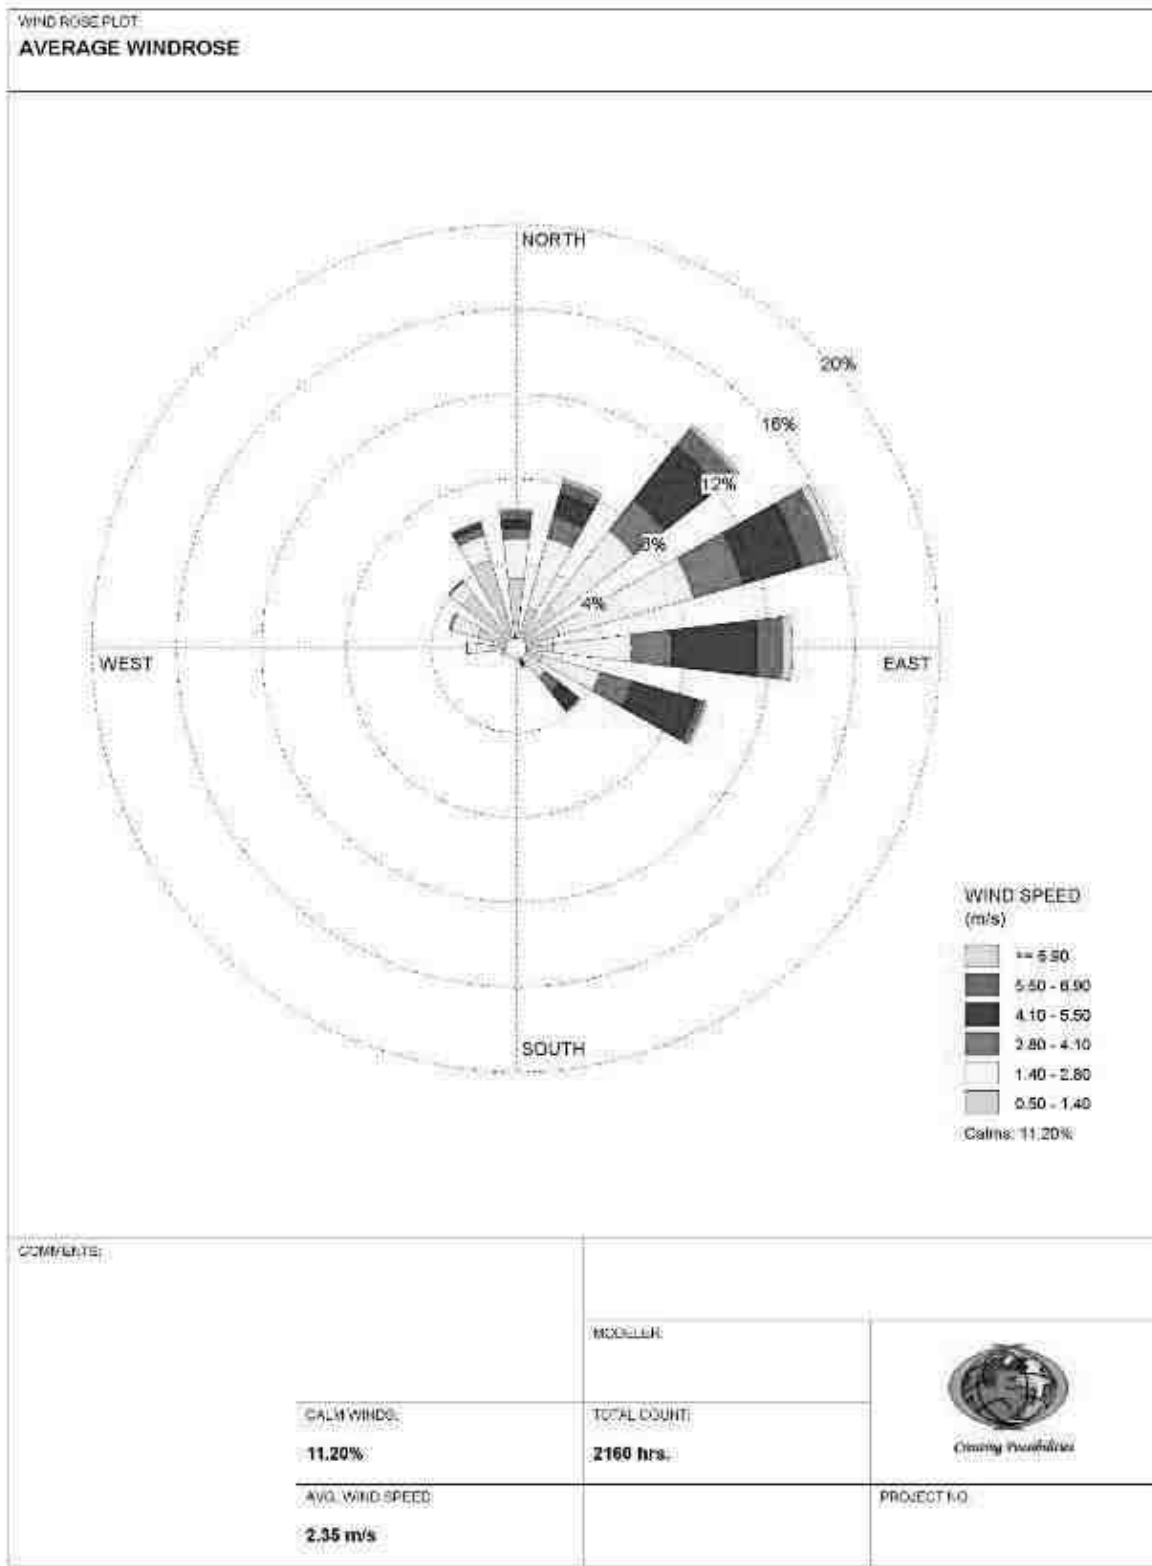 WIND ROSE PLOT:
AVERAGE WINDROSE
NORTH
20%
16%
12%
8%
4%
WEST
EAST
SOUTH
WIND SPEED
(m/s)
5.50 - 6.90
4.10 - 5.50
2.80 - 4.10
1.40 - 2.80
0.50 - 1.40
Calms: 11.20%
COMMENTS:
MODELER:
CALM WINDS:
TOTAL COUNT:
11.20%
2160 hrs.
Creating Possibilities
AVG. WIND SPEED:
PROJECT NO.
2.35 m/s